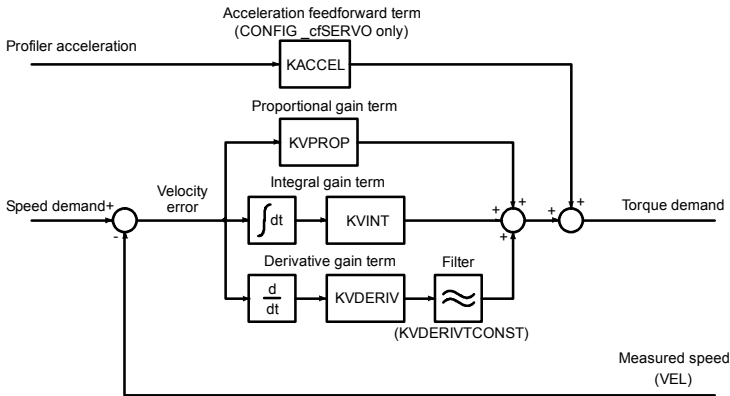 Acceleration feedforward term
(CONFIG _cfSERVO only)
Profiler acceleration
KACCEL
Proportional gain term
KVPROP
Integral gain term
Speed demand
+
-
Velocity
error
∫ dt
KVINT
+
+
+
+
+
Torque demand
Derivative gain term
Filter
d
dt
KVDERIV
(KVDERIVTCONST)
Measured speed
(VEL)